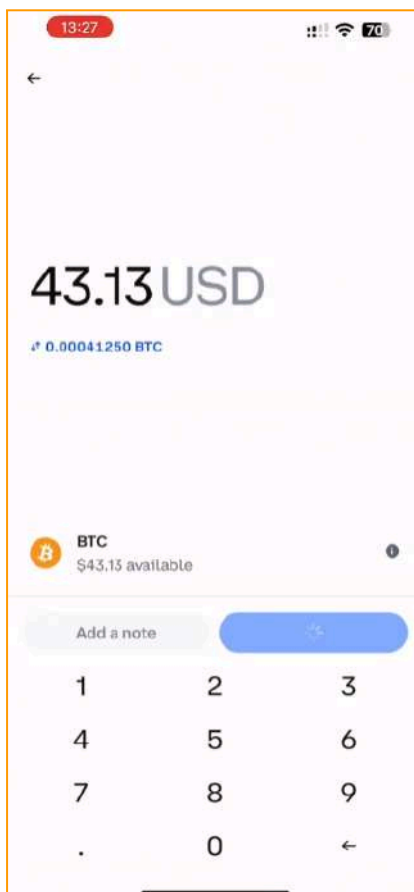 13:27
70
←
43.13 USD
0.00041250 BTC
BTC
$43.13 available
Add a note
1 2 3
4 5 6
7 8 9
. 0 ←